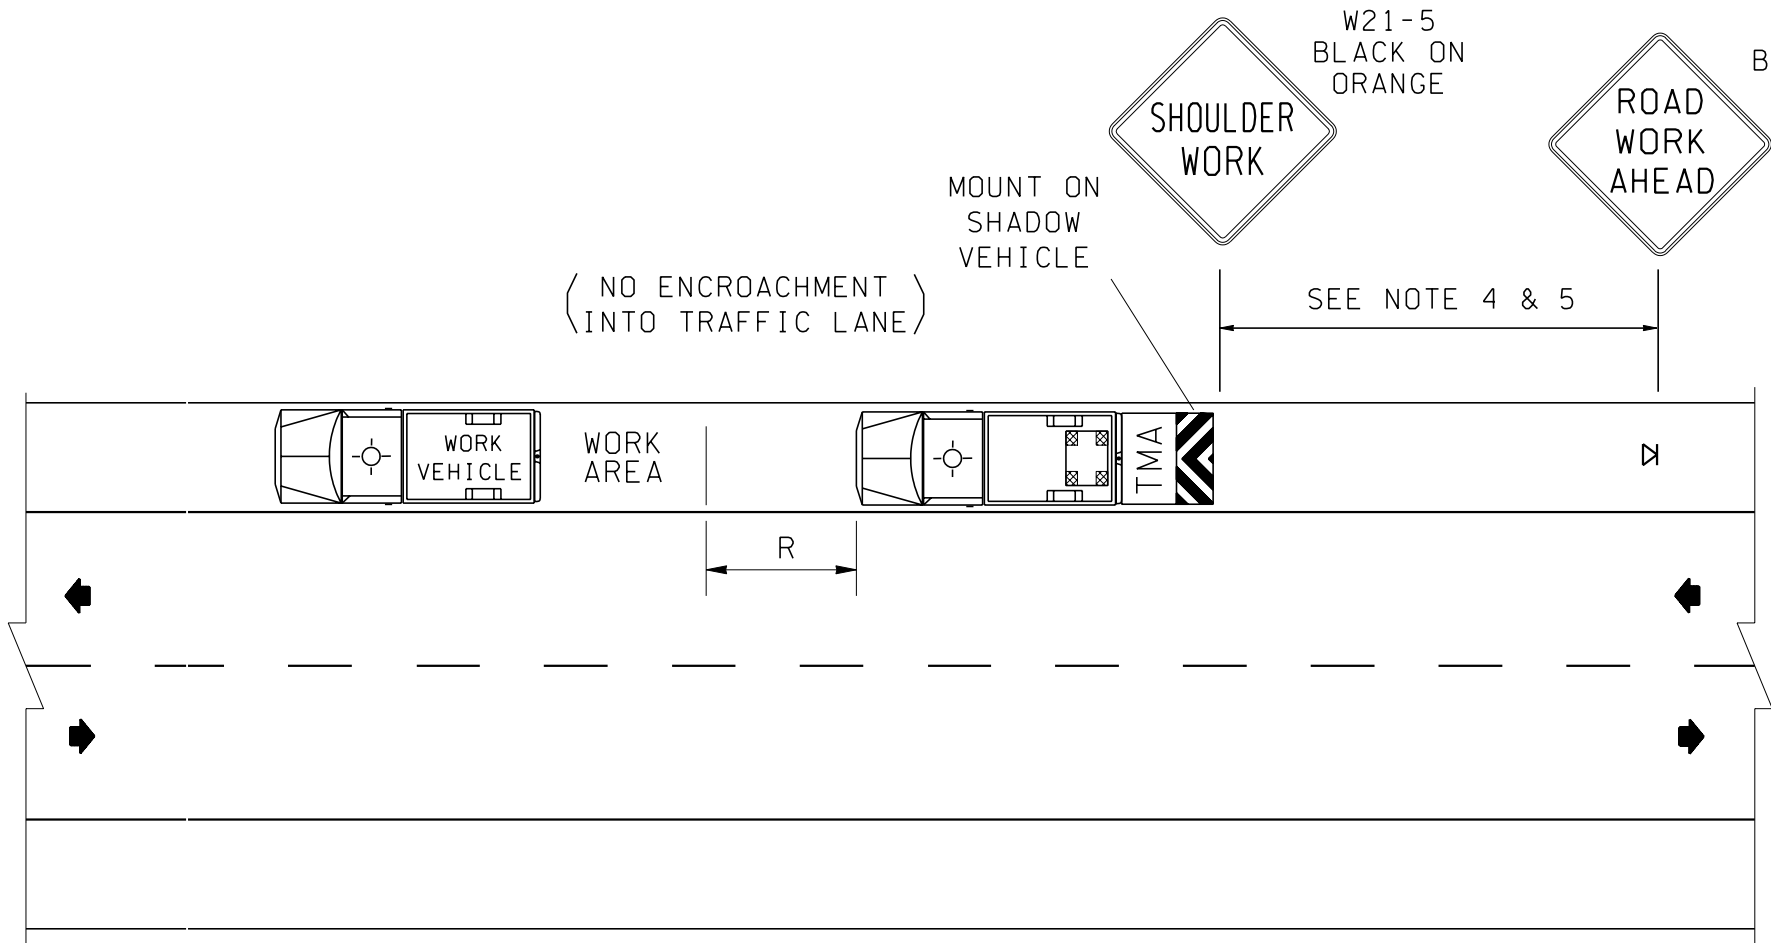 W21-5
BLACK ON
ORANGE
B
SHOULDER
WORK
ROAD
WORK
AHEAD
MOUNT ON
SHADOW
VEHICLE
( NO ENCROACHMENT
INTO TRAFFIC LANE )
SEE NOTE 4 & 5
WORK
VEHICLE
WORK
AREA
TMA
R